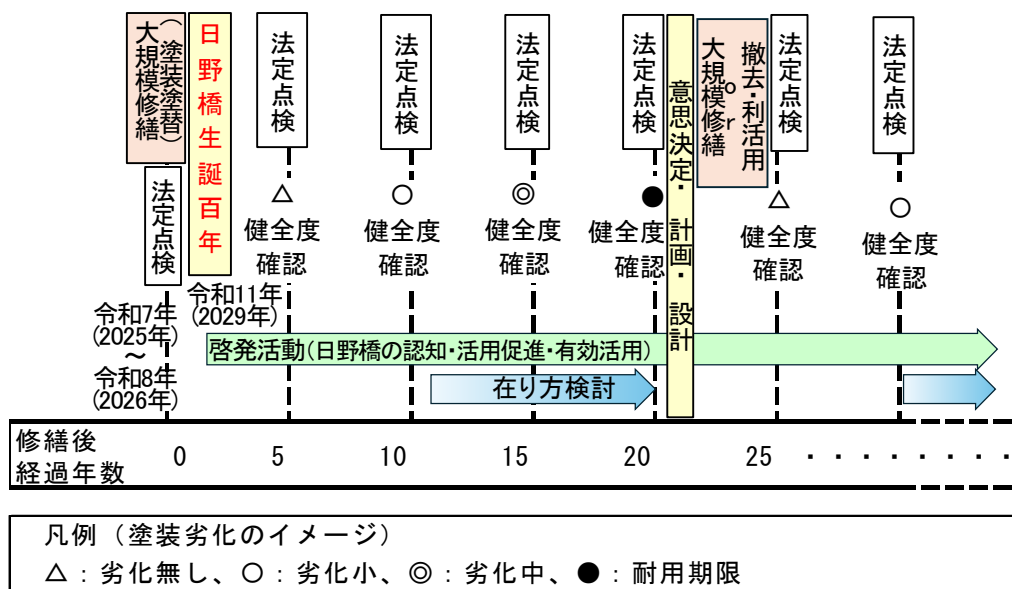 大規模修繕
（塗装塗替）
法定点検
日野橋生誕百年
法定点検
法定点検
法定点検
法定点検
意思決定・計画・設計
大規模修繕
or
撤去・利活用
法定点検
法定点検
△
健全度
確認
○
健全度
確認
◎
健全度
確認
●
健全度
確認
△
健全度
確認
○
健全度
確認
令和7年
(2025年)
～
令和8年
(2026年)
令和11年
(2029年)
啓発活動(日野橋の認知・活用促進・有効活用)
在り方検討
修繕後
経過年数
0 5 10 15 20 25 ・・・・・・・・
凡例（塗装劣化のイメージ）
△：劣化無し、○：劣化小、◎：劣化中、●：耐用期限